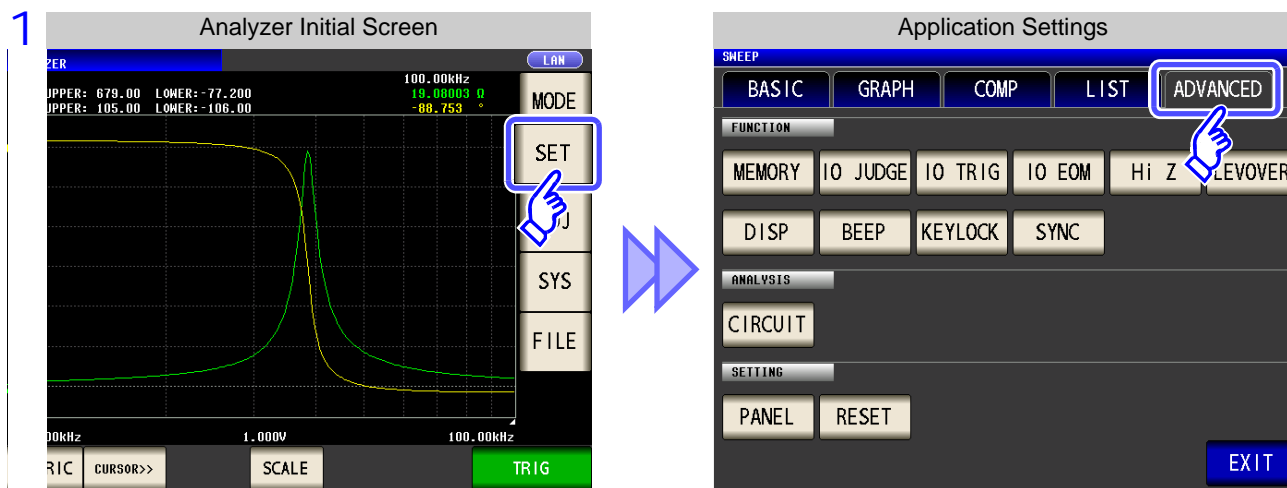 1
Analyzer Initial Screen
ZER
LAN
100.00kHz
UPPER: 679.00 LOWER:-77.200
19.08003 Ω
UPPER: 105.00 LOWER:-106.00
-88.753 °
MODE
SET
SYS
FILE
00kHz
1.000V
100.00kHz
RIC
CURSOR>>
SCALE
TRIG
Application Settings
SWEEP
BASIC
GRAPH
COMP
LIST
ADVANCED
FUNCTION
MEMORY
IO JUDGE
IO TRIG
IO EOM
Hi Z
LEVOVER
DISP
BEEP
KEYLOCK
SYNC
ANALYSIS
CIRCUIT
SETTING
PANEL
RESET
EXIT